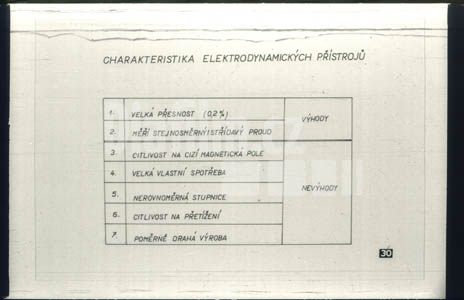 CHARAKTERISTIKA ELEKTRODYNAMICKÝCH PŘÍSTROJŮ
1. VELKÁ PŘESNOST (0,2%)
2. MĚŘÍ STEJNOSMĚRNÝ I STŘÍDAVÝ PROUD
VÝHODY
3. CITLIVOST NA CIZÍ MAGNETICKÁ POLE
4. VELKÁ VLASTNÍ SPOTŘEBA
5. NEROVNOMĚRNÁ STUPNICE
6. CITLIVOST NA PŘETÍŽENÍ
7. POMĚRNĚ DRAHÁ VÝROBA
NEVÝHODY
30